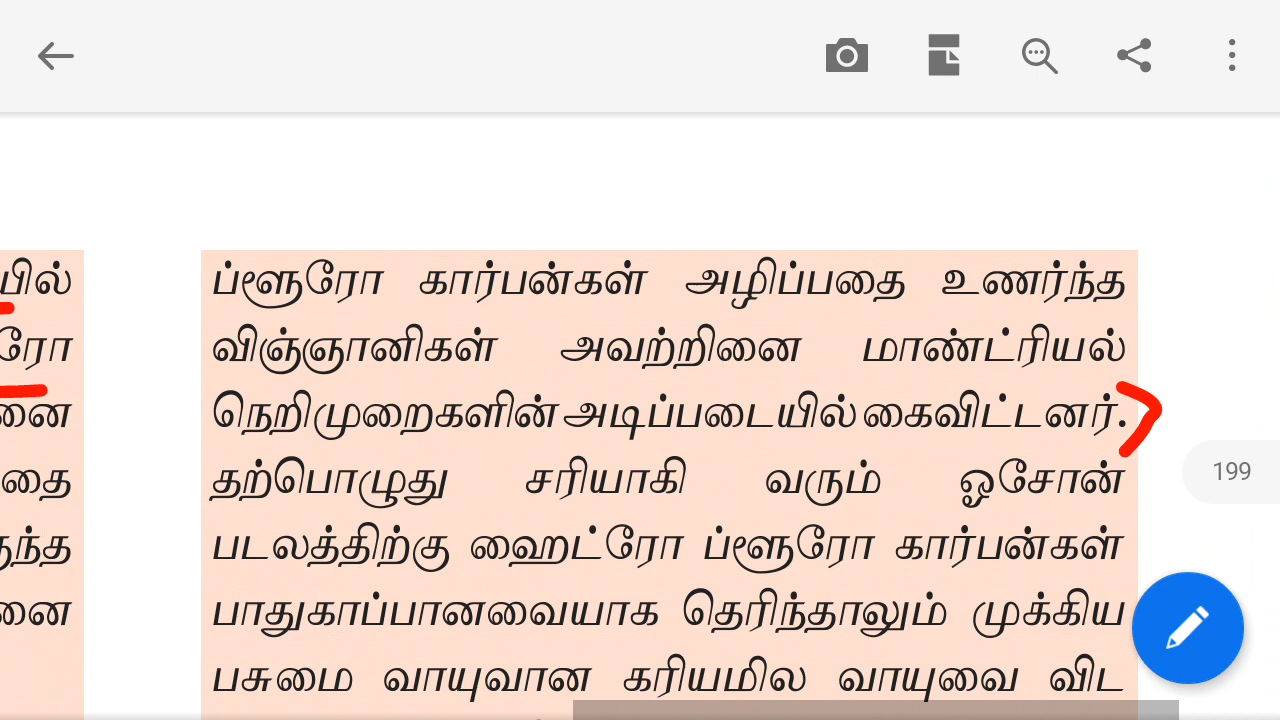 யில்
ரோ
னை
தை
ந்த
னை
ப்ளூரோ கார்பன்கள் அழிப்பதை உணர்ந்த
விஞ்ஞானிகள் அவற்றினை மாண்ட்ரியல்
நெறிமுறைகளின் அடிப்படையில் கைவிட்டனர்.
தற்பொழுது சரியாகி வரும் ஓசோன்
படலத்திற்கு ஹைட்ரோ ப்ளூரோ கார்பன்கள்
பாதுகாப்பானவையாக தெரிந்தாலும் முக்கிய
பசுமை வாயுவான கரியமில வாயுவை விட
199